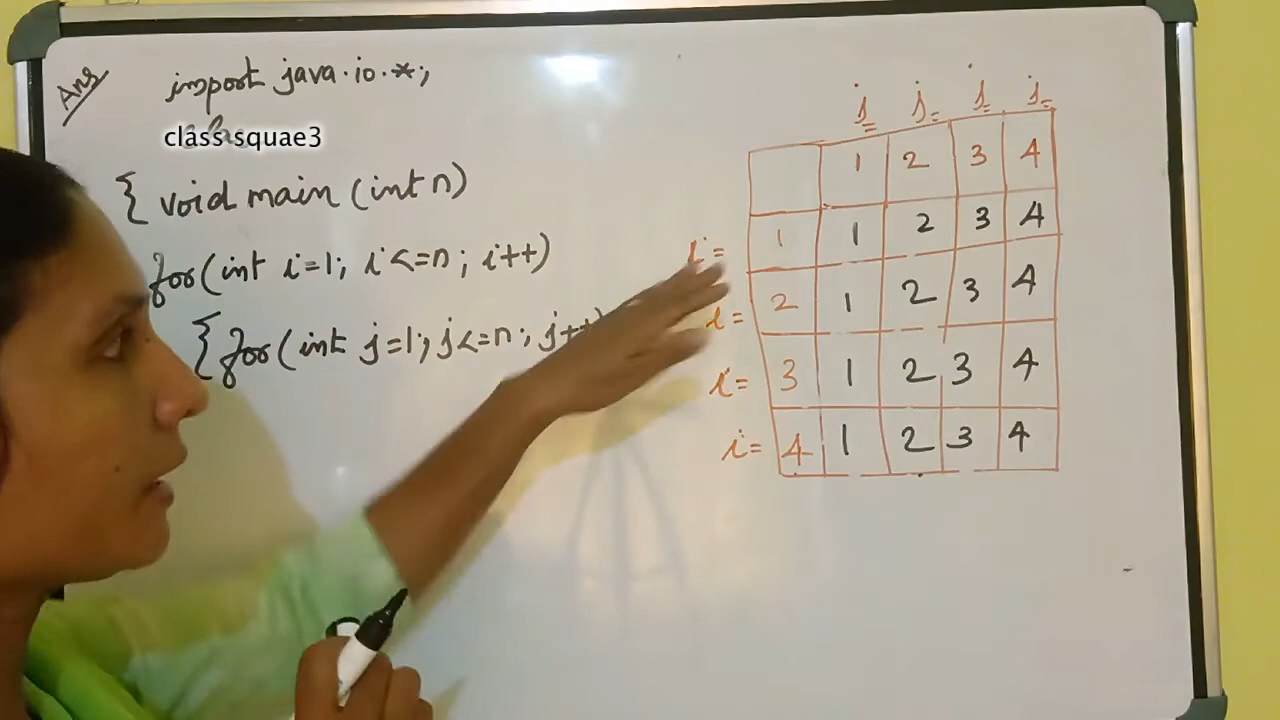 Ans
import java.io.*;
class squae3
{ void main (int n)
for(int i=1; i<=n; i++)
{for(int j=1; j<=n; j++)
j= j= j= j=
1 2 3 4
i= 1 1 2 3 4
i= 2 1 2 3 4
i= 3 1 2 3 4
i= 4 1 2 3 4